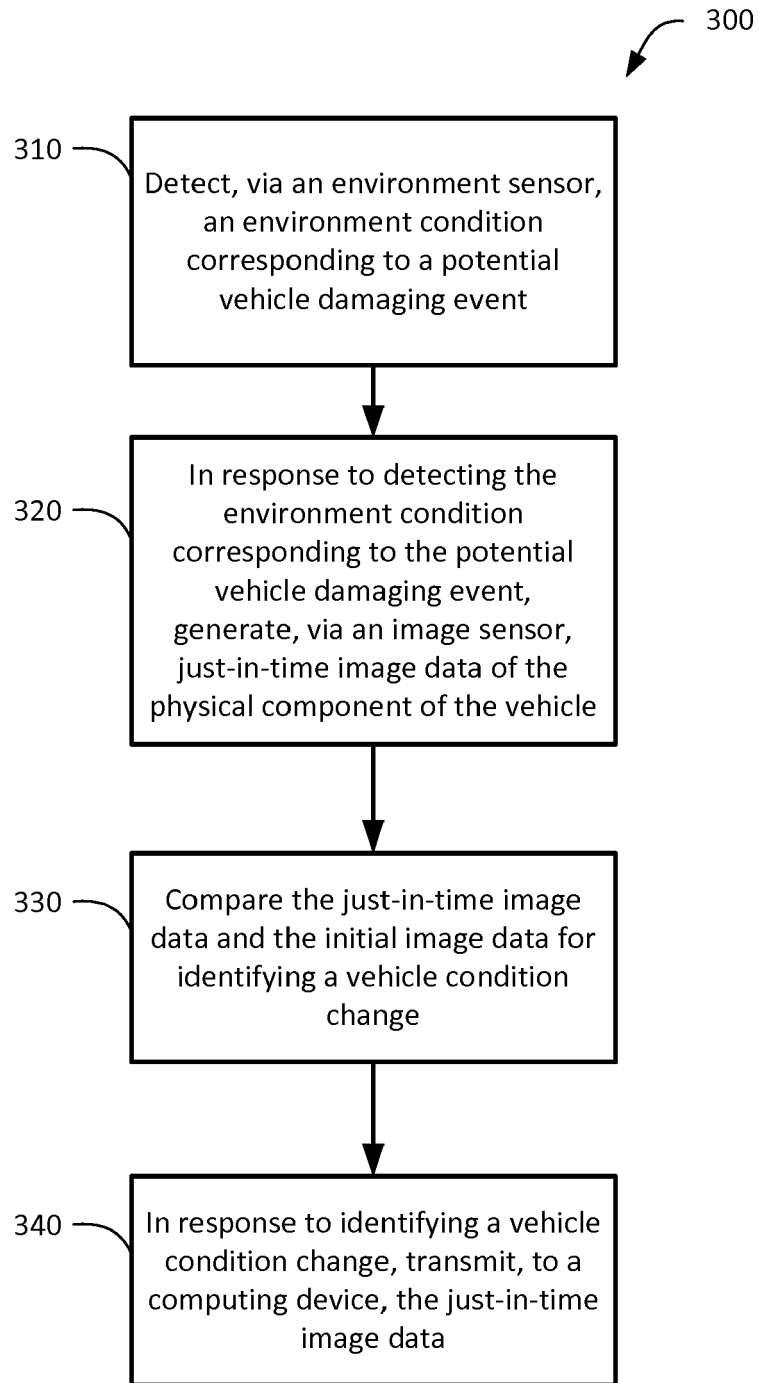 300
310
Detect, via an environment sensor,
an environment condition
corresponding to a potential
vehicle damaging event
320
In response to detecting the
environment condition
corresponding to the potential
vehicle damaging event,
generate, via an image sensor,
just-in-time image data of the
physical component of the vehicle
330
Compare the just-in-time image
data and the initial image data for
identifying a vehicle condition
change
340
In response to identifying a vehicle
condition change, transmit, to a
computing device, the just-in-time
image data